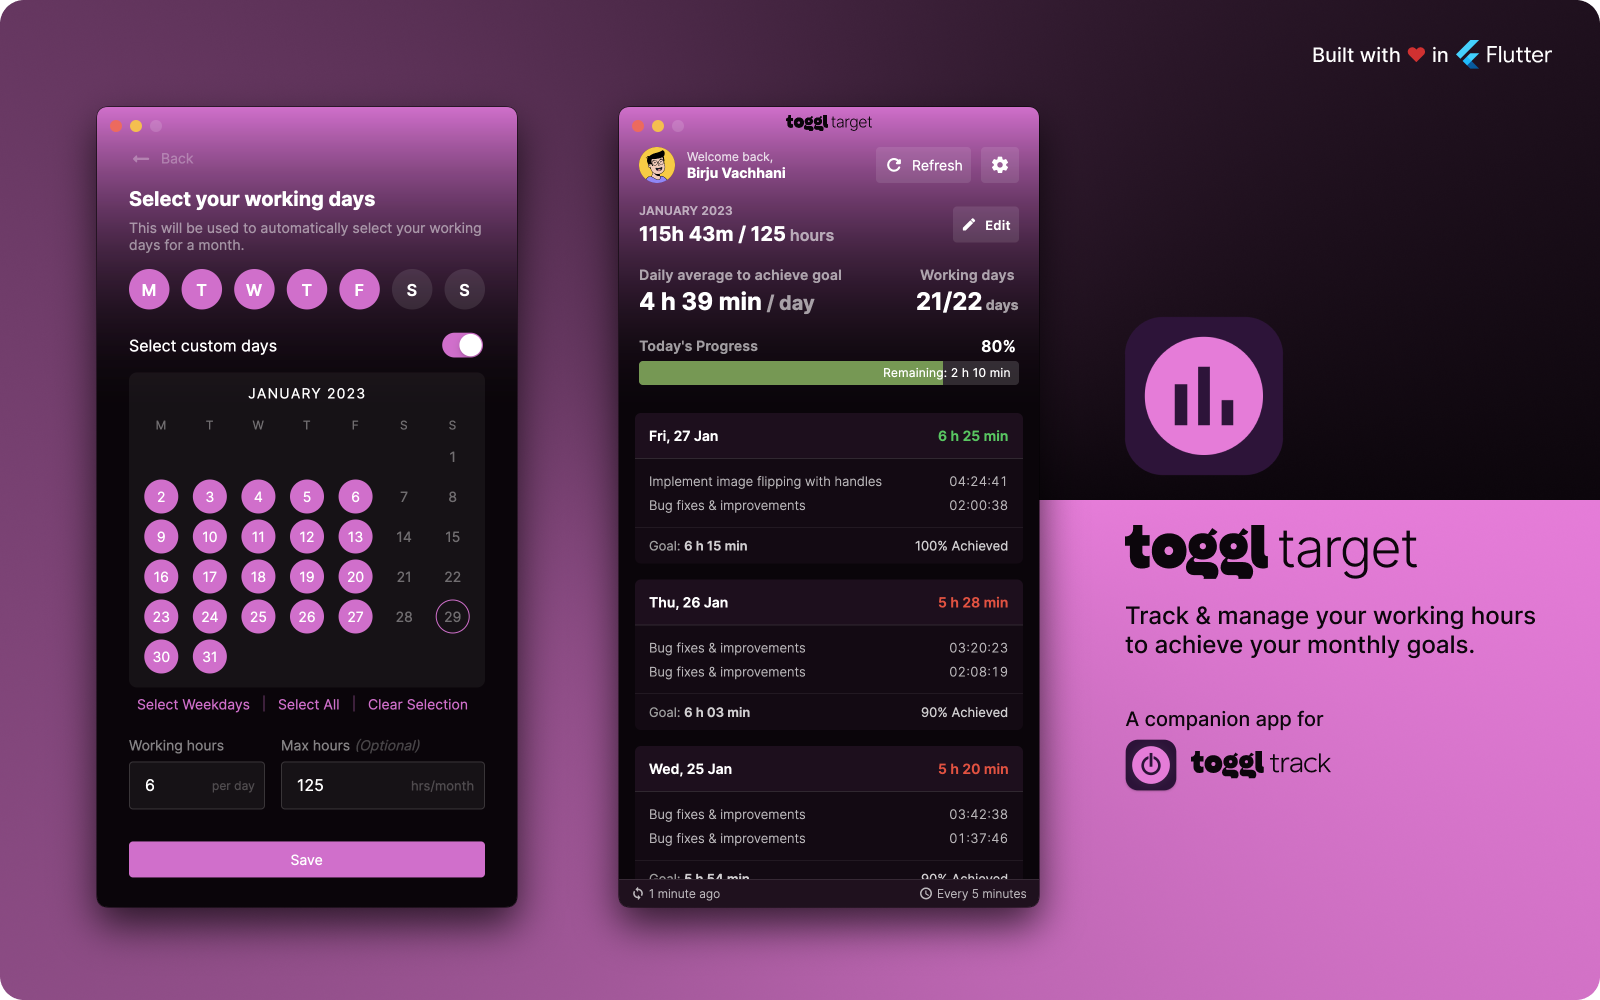 Built with ❤ in Flutter
Back
Select your working days
This will be used to automatically select your working
days for a month.
M T W T F S S
Select custom days
JANUARY 2023
M T W T F S S
1
2 3 4 5 6 7 8
9 10 11 12 13 14 15
16 17 18 19 20 21 22
23 24 25 26 27 28 29
30 31
Select Weekdays | Select All | Clear Selection
Working hours Max hours (Optional)
6 per day 125 hrs/month
Save
toggl target
Welcome back,
Birju Vachhani
Refresh
JANUARY 2023
115h 43m / 125 hours
Edit
Daily average to achieve goal Working days
4 h 39 min / day 21/22 days
Today's Progress 80%
Remaining: 2 h 10 min
Fri, 27 Jan 6 h 25 min
Implement image flipping with handles 04:24:41
Bug fixes & improvements 02:00:38
Goal: 6 h 15 min 100% Achieved
Thu, 26 Jan 5 h 28 min
Bug fixes & improvements 03:20:23
Bug fixes & improvements 02:08:19
Goal: 6 h 03 min 90% Achieved
Wed, 25 Jan 5 h 20 min
Bug fixes & improvements 03:42:38
Bug fixes & improvements 01:37:46
Goal: 5 h 54 min 90% Achieved
1 minute ago Every 5 minutes
toggl target
Track & manage your working hours
to achieve your monthly goals.
A companion app for
toggl track